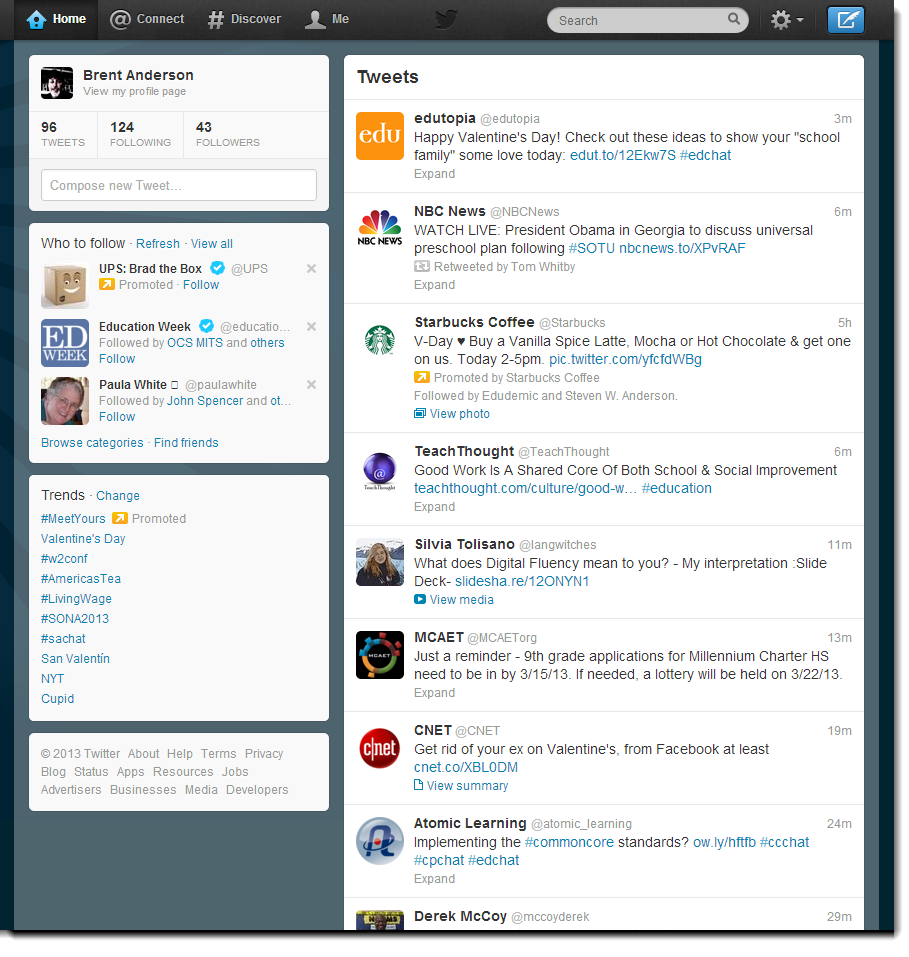 Home @ Connect # Discover Me Search
Brent Anderson
View my profile page
96 124 43
TWEETS FOLLOWING FOLLOWERS
Compose new Tweet…
Who to follow · Refresh · View all
UPS: Brad the Box @UPS
Promoted · Follow
ED WEEK
Education Week @educatio…
Followed by OCS MITS and others
Follow
Paula White @paulawhite
Followed by John Spencer and ot…
Follow
Browse categories · Find friends
Trends · Change
#MeetYours Promoted
Valentine's Day
#w2conf
#AmericasTea
#LivingWage
#SONA2013
#sachat
San Valentín
NYT
Cupid
© 2013 Twitter About Help Terms Privacy
Blog Status Apps Resources Jobs
Advertisers Businesses Media Developers
Tweets
edu
edutopia @edutopia 3m
Happy Valentine's Day! Check out these ideas to show your "school
family" some love today: edut.to/12Ekw7S #edchat
Expand
NBC NEWS
NBC News @NBCNews 6m
WATCH LIVE: President Obama in Georgia to discuss universal
preschool plan following #SOTU nbcnews.to/XPvRAF
Retweeted by Tom Whitby
Expand
Starbucks Coffee @Starbucks 5h
V-Day ♥ Buy a Vanilla Spice Latte, Mocha or Hot Chocolate & get one
on us. Today 2-5pm. pic.twitter.com/yfcfdWBg
Promoted by Starbucks Coffee
Followed by Edudemic and Steven W. Anderson.
View photo
@
TeachThought
TeachThought @TeachThought 6m
Good Work Is A Shared Core Of Both School & Social Improvement
teachthought.com/culture/good-w… #education
Expand
Silvia Tolisano @langwitches 11m
What does Digital Fluency mean to you? - My interpretation :Slide
Deck- slidesha.re/12ONYN1
View media
MCAET
MCAET @MCAETorg 13m
Just a reminder - 9th grade applications for Millennium Charter HS
need to be in by 3/15/13. If needed, a lottery will be held on 3/22/13.
Expand
c|net
CNET @CNET 19m
Get rid of your ex on Valentine's, from Facebook at least
cnet.co/XBL0DM
View summary
Atomic Learning @atomic_learning 24m
Implementing the #commoncore standards? ow.ly/hftfb #ccchat
#cpchat #edchat
Expand
Derek McCoy @mccoyderek 29m